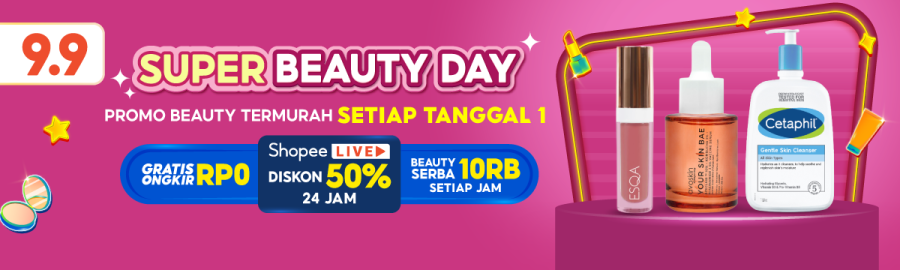 9.9
SUPER BEAUTY DAY
PROMO BEAUTY TERMURAH SETIAP TANGGAL 1
GRATIS ONGKIR RP0
Shopee LIVE
DISKON 50%
24 JAM
BEAUTY SERBA 10RB
SETIAP JAM
ESQA
YOUR SKIN BAE
Cetaphil
Gentle Skin Cleanser